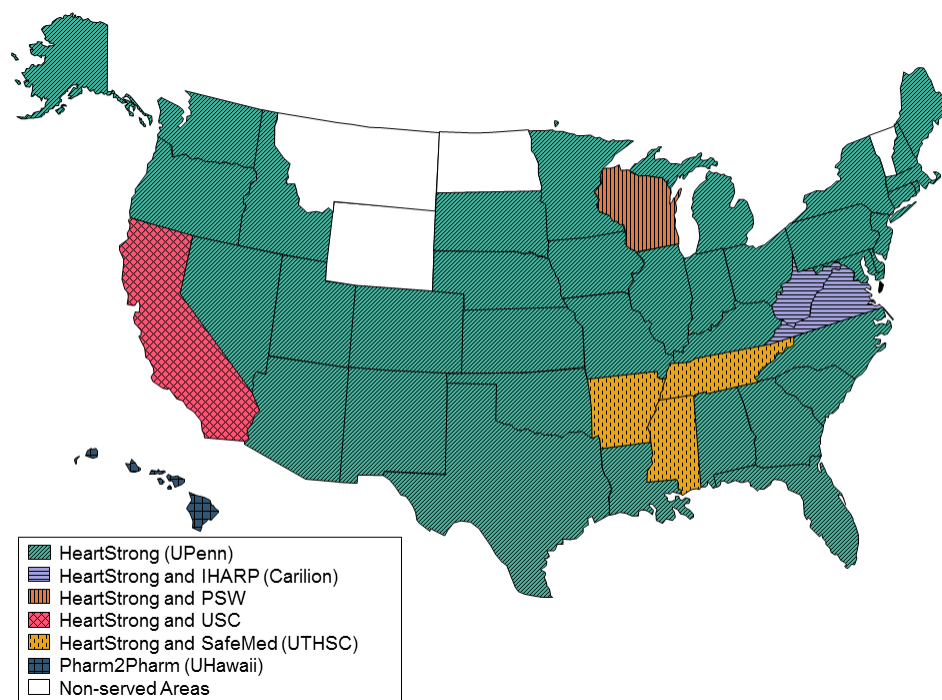 HeartStrong (UPenn)
HeartStrong and IHARP (Carilion)
HeartStrong and PSW
HeartStrong and USC
HeartStrong and SafeMed (UTHSC)
Pharm2Pharm (UHawaii)
Non-served Areas